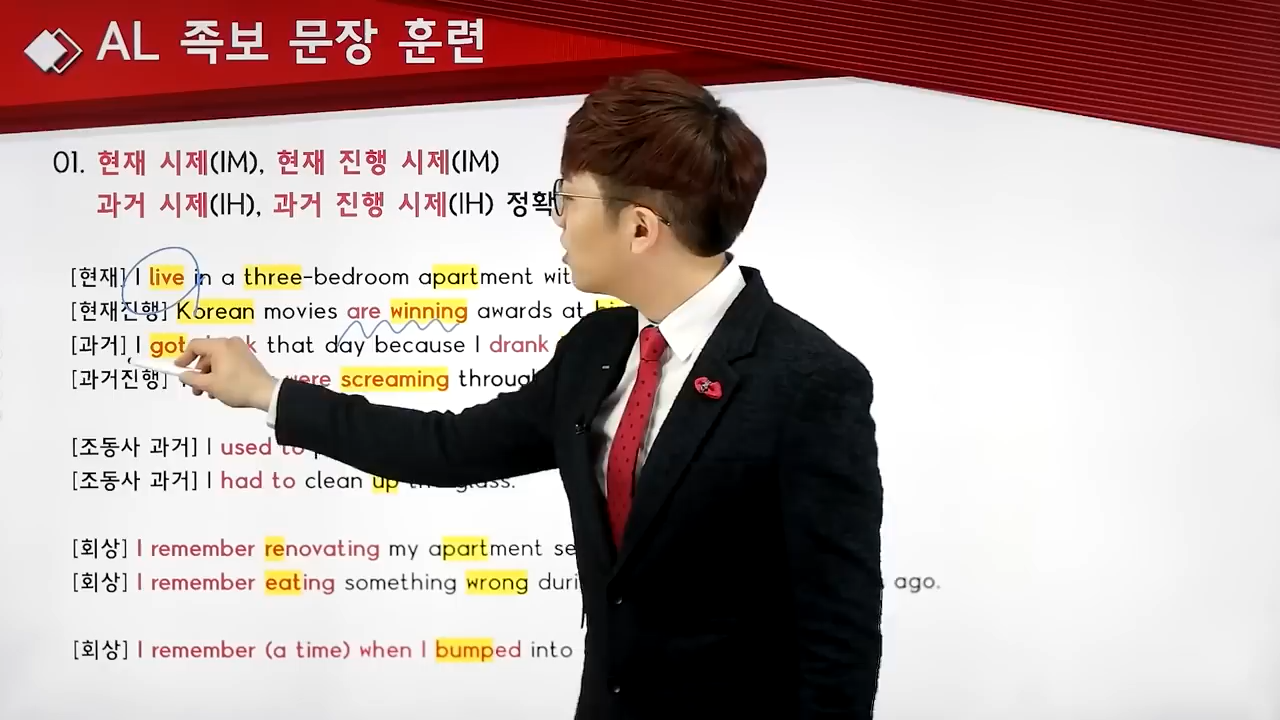 AL 족보 문장 훈련
01. 현재 시제(IM), 현재 진행 시제(IM)
과거 시제(IH), 과거 진행 시제(IH) 정확
[현재] I live in a three-bedroom apartment
[현재진행] Korean movies are winning awards at
[과거] I got that day because I drank
[과거진행] were screaming
[조동사 과거] I used to
[조동사 과거] I had to clean up the glass.
[회상] I remember renovating my apartment
[회상] I remember eating something wrong ago.
[회상] I remember (a time) when I bumped into